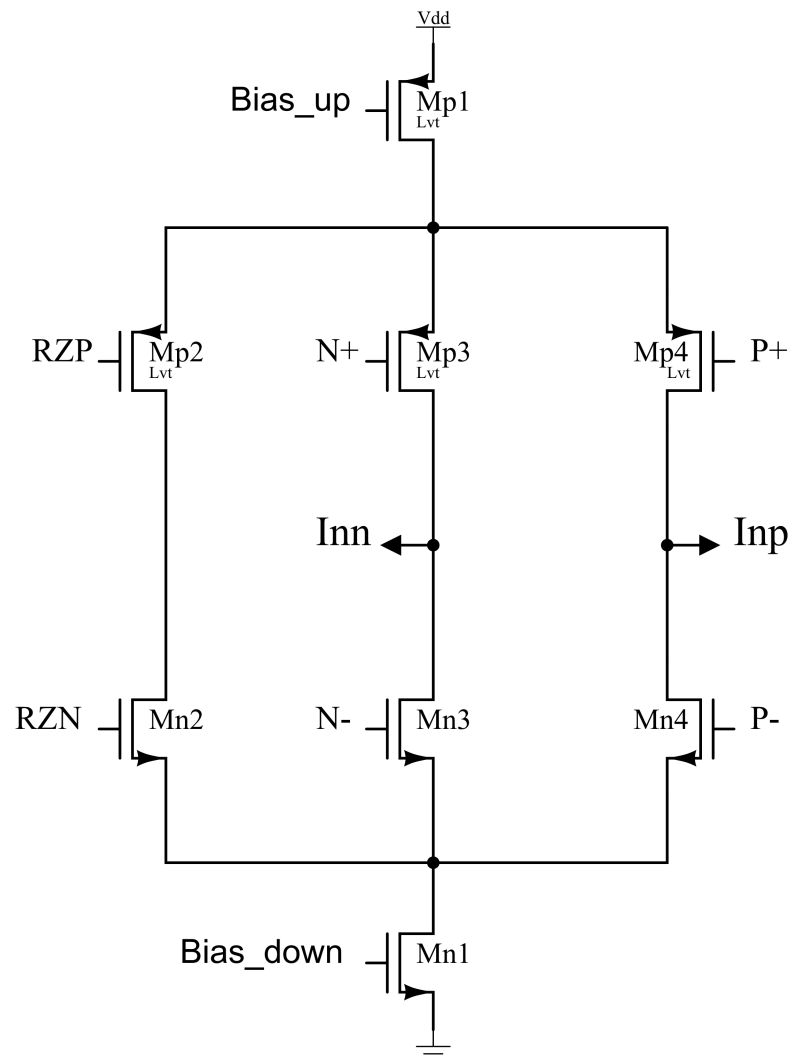 Vdd
Bias_up
Mp1
Lvt
RZP
Mp2
Lvt
N+
Mp3
Lvt
Mp4
Lvt
P+
Inn
Inp
RZN
Mn2
N-
Mn3
Mn4
P-
Bias_down
Mn1